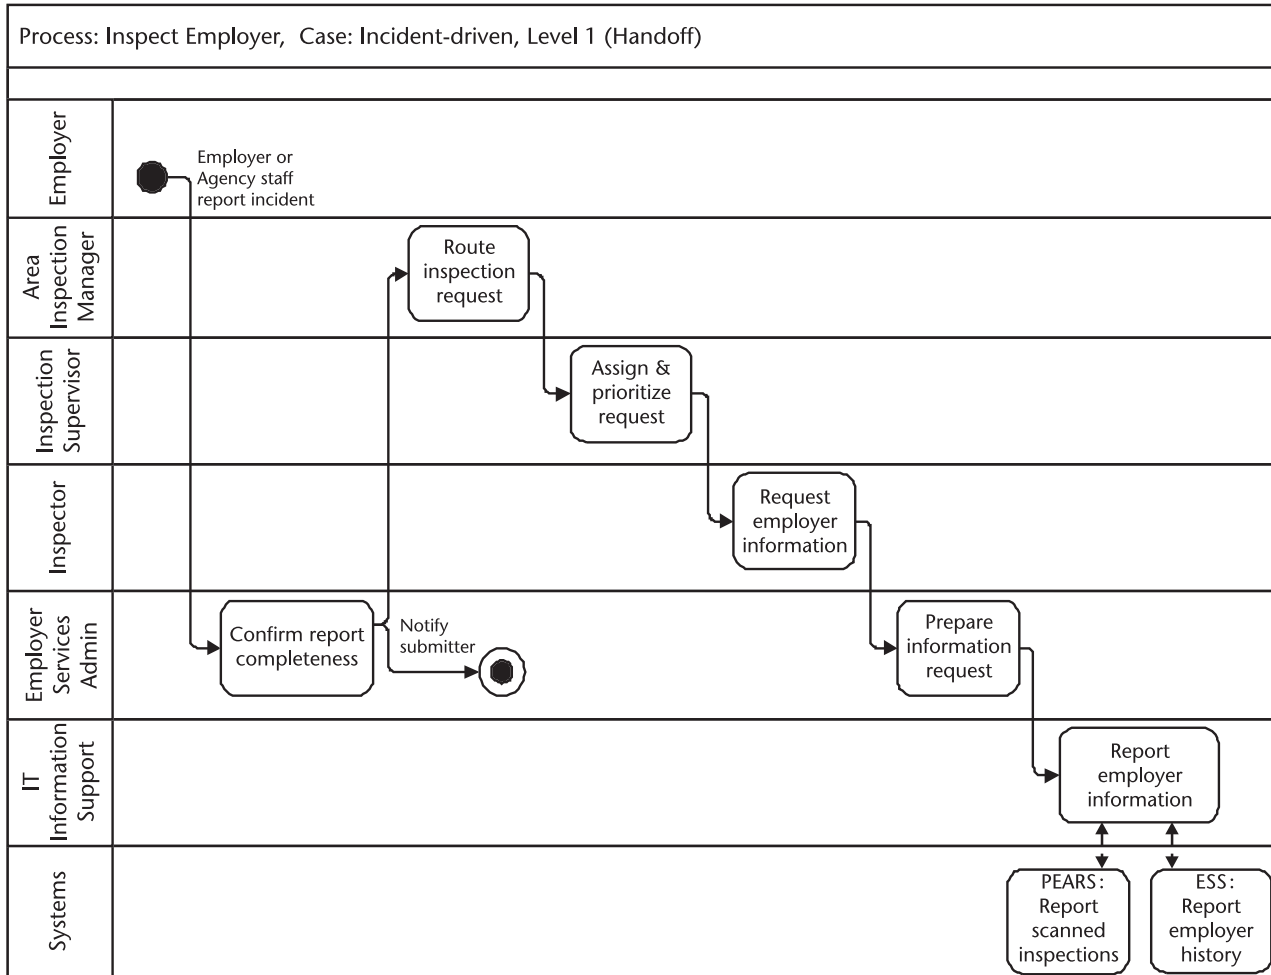 Process: Inspect Employer, Case: Incident-driven, Level 1 (Handoff)
Employer
Employer or
Agency staff
report incident
Area
Inspection
Manager
Route
inspection
request
Inspection
Supervisor
Assign &
prioritize
request
Inspector
Request
employer
information
Employer
Services
Admin
Confirm report
completeness
Notify
submitter
Prepare
information
request
IT
Information
Support
Report
employer
information
Systems
PEARS:
Report
scanned
inspections
ESS:
Report
employer
history